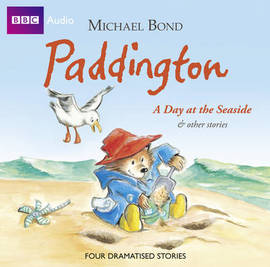 BBC Audio
MICHAEL BOND
Paddington
A Day at the Seaside
& other stories
FOUR DRAMATISED STORIES